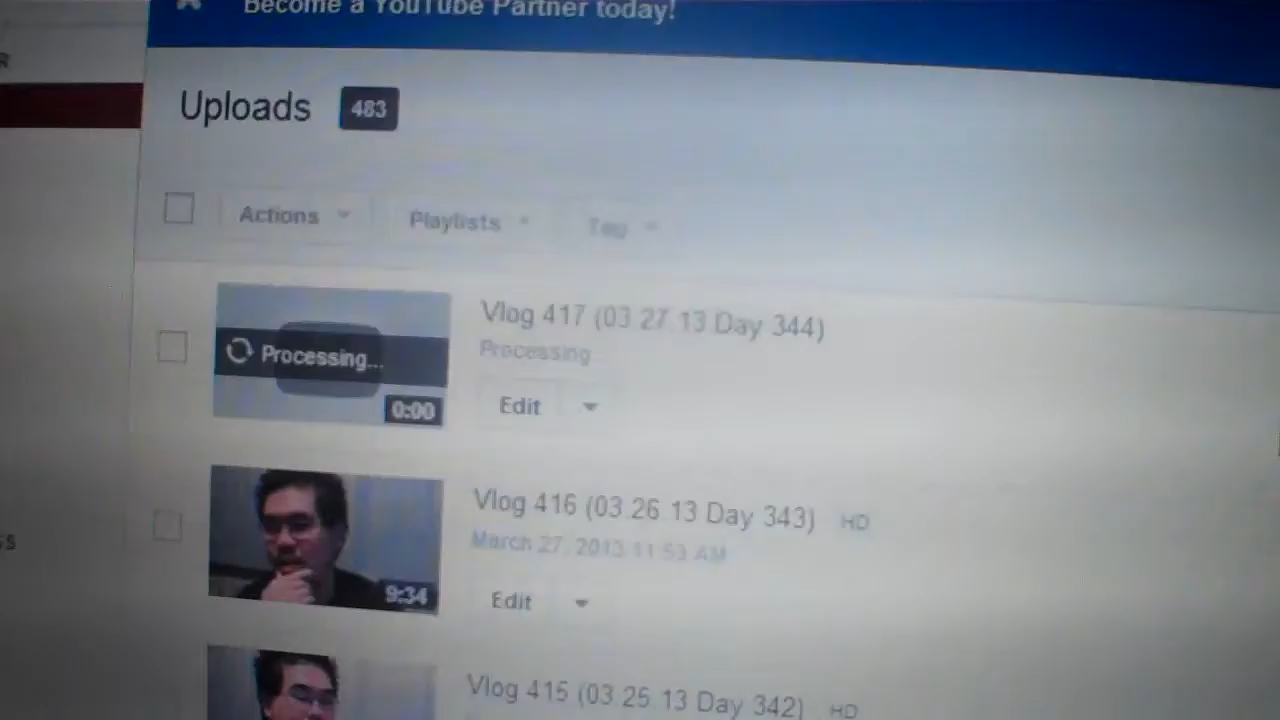 Become a YouTube Partner today!
Uploads 483
Actions Playlists Tag
Vlog 417 (03 27 13 Day 344)
Processing
Processing...
0:00
Edit
Vlog 416 (03 26 13 Day 343) HD
March 27, 2013 11:53 AM
9:34
Edit
Vlog 415 (03 25 13 Day 342) HD